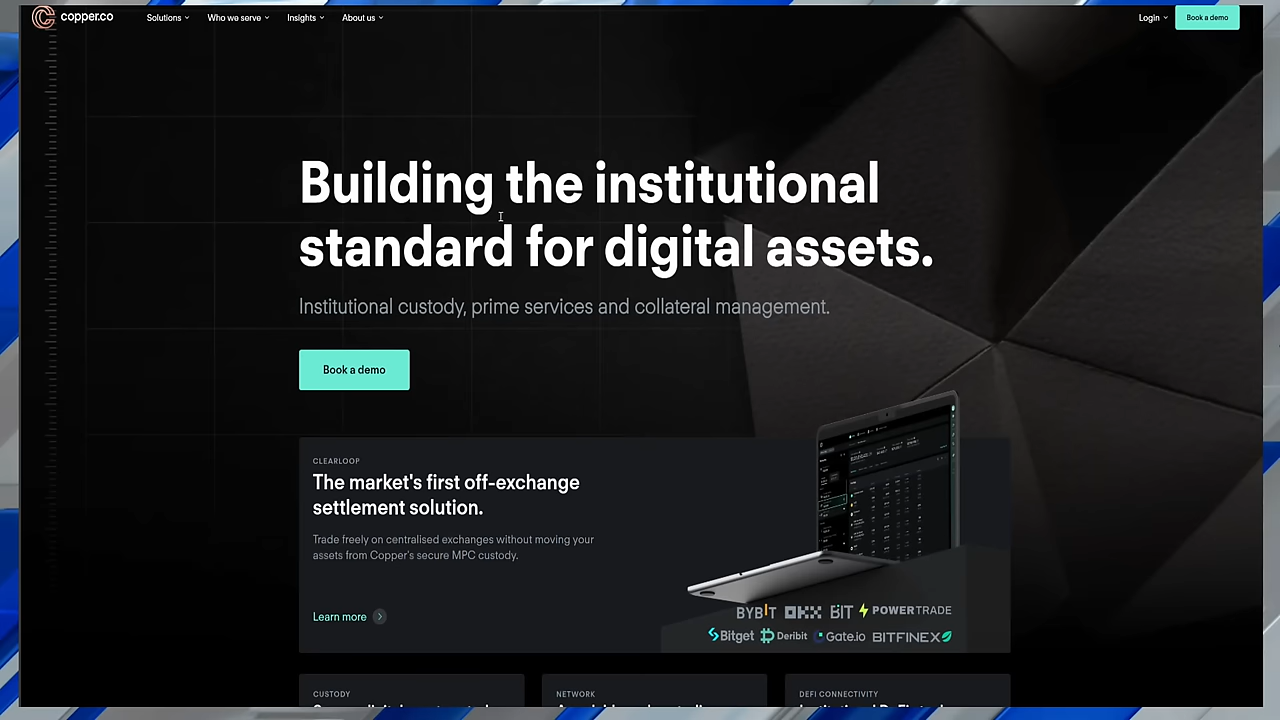 copper.co
Solutions
Who we serve
Insights
About us
Login
Book a demo
Building the institutional
standard for digital assets.
Institutional custody, prime services and collateral management.
Book a demo
CLEARLOOP
The market's first off-exchange
settlement solution.
Trade freely on centralised exchanges without moving your
assets from Copper's secure MPC custody.
Learn more
BYBIT OKX BIT POWERTRADE
Bitget Deribit Gate.io BITFINEX
CUSTODY
NETWORK
DEFI CONNECTIVITY